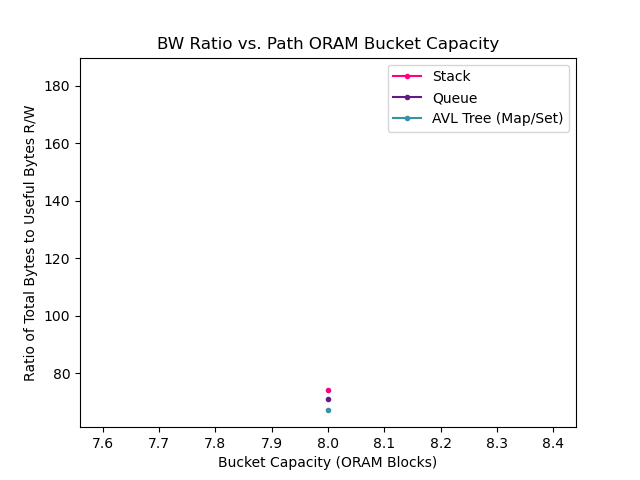 BW Ratio vs. Path ORAM Bucket Capacity
Stack
Queue
AVL Tree (Map/Set)
Ratio of Total Bytes to Useful Bytes R/W
180
160
140
120
100
80
7.6 7.7 7.8 7.9 8.0 8.1 8.2 8.3 8.4
Bucket Capacity (ORAM Blocks)